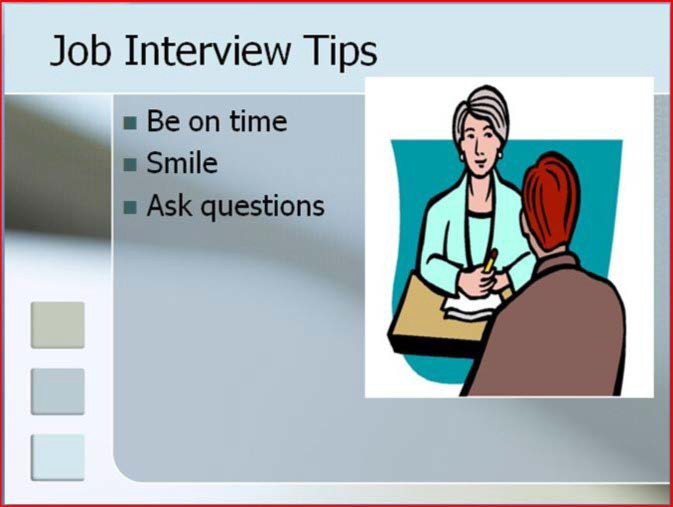 Job Interview Tips
Be on time
Smile
Ask questions